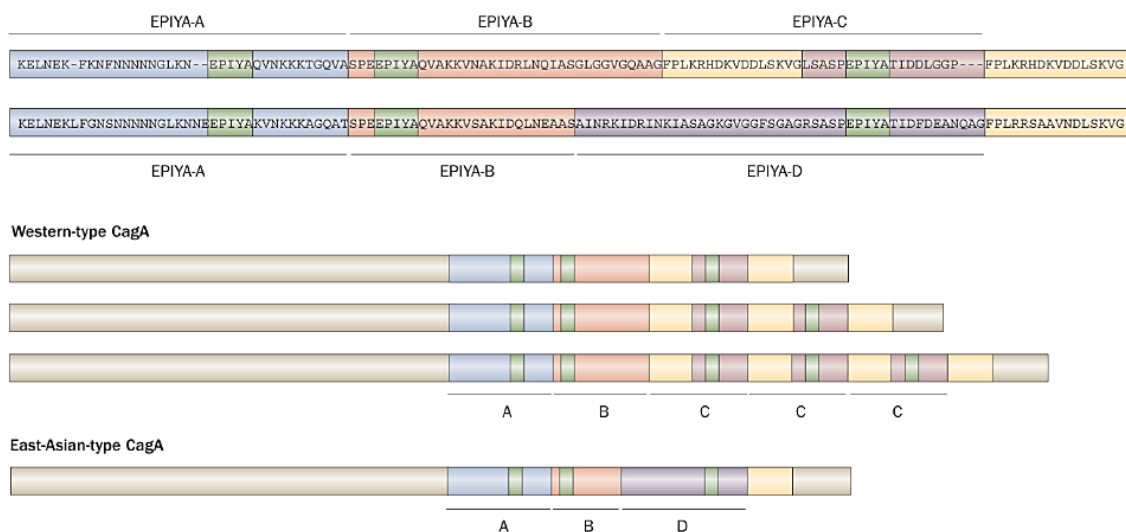 EPIYA-A EPIYA-B EPIYA-C
KELNEK-FKNFNNNNNGLKN--EPIYAQVNKKKTGQVASPEEPIYAQVAKKVNAKIDRLNQIASGLGGVGQAAGFPLKRHDKVDDLSKVGLSASPEPIYATIDDLGGP---FPLKRHDKVDDLSKVG
KELNEKLFGNSNNNNNGLKNNEEPIYAKVNKKKAGQATSPEEPIYAQVAKKVSAKIDQLNEAASAINRKIDRINKIASAGKGVGGFSGAGRSASPEPIYATIDFDEANQAGFPLRRSAAVNDLSKVG
EPIYA-A EPIYA-B EPIYA-D
Western-type CagA
A B C C C
East-Asian-type CagA
A B D